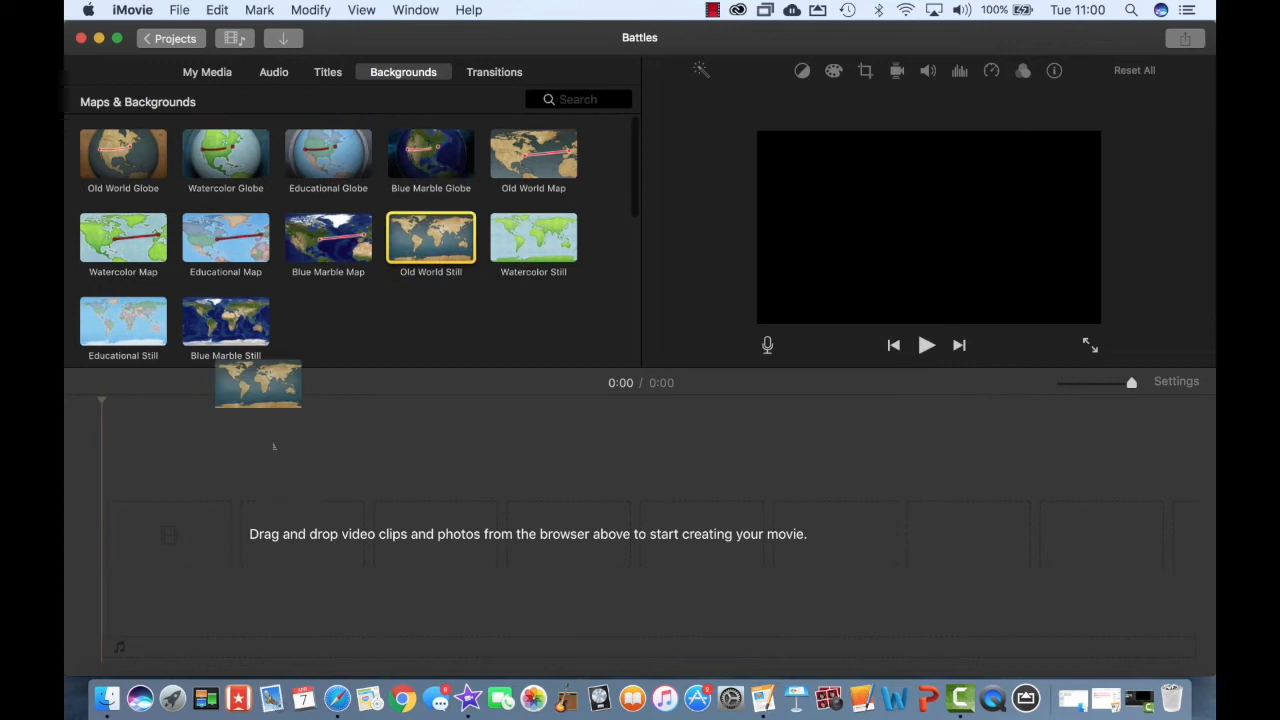 iMovie File Edit Mark Modify View Window Help 100% Tue 11:00
Projects Battles
My Media Audio Titles Backgrounds Transitions Reset All
Maps & Backgrounds Search
Old World Globe Watercolor Globe Educational Globe Blue Marble Globe Old World Map
Watercolor Map Educational Map Blue Marble Map Old World Still Watercolor Still
Educational Still Blue Marble Still
0:00 / 0:00 Settings
Drag and drop video clips and photos from the browser above to start creating your movie.